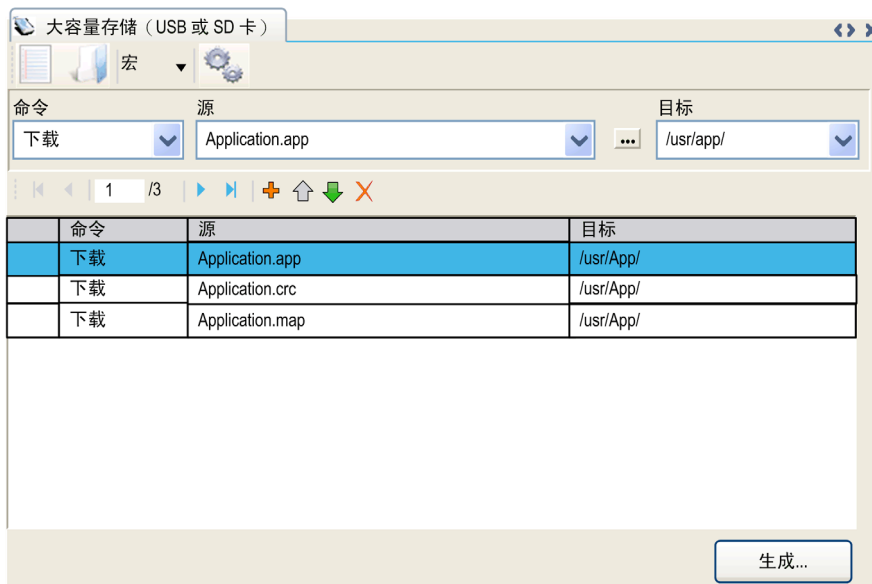 大容量存储（USB 或 SD 卡）
宏
命令 源 目标
下载 Application.app ... /usr/app/
1 /3
命令 源 目标
下载 Application.app /usr/App/
下载 Application.crc /usr/App/
下载 Application.map /usr/App/
生成...